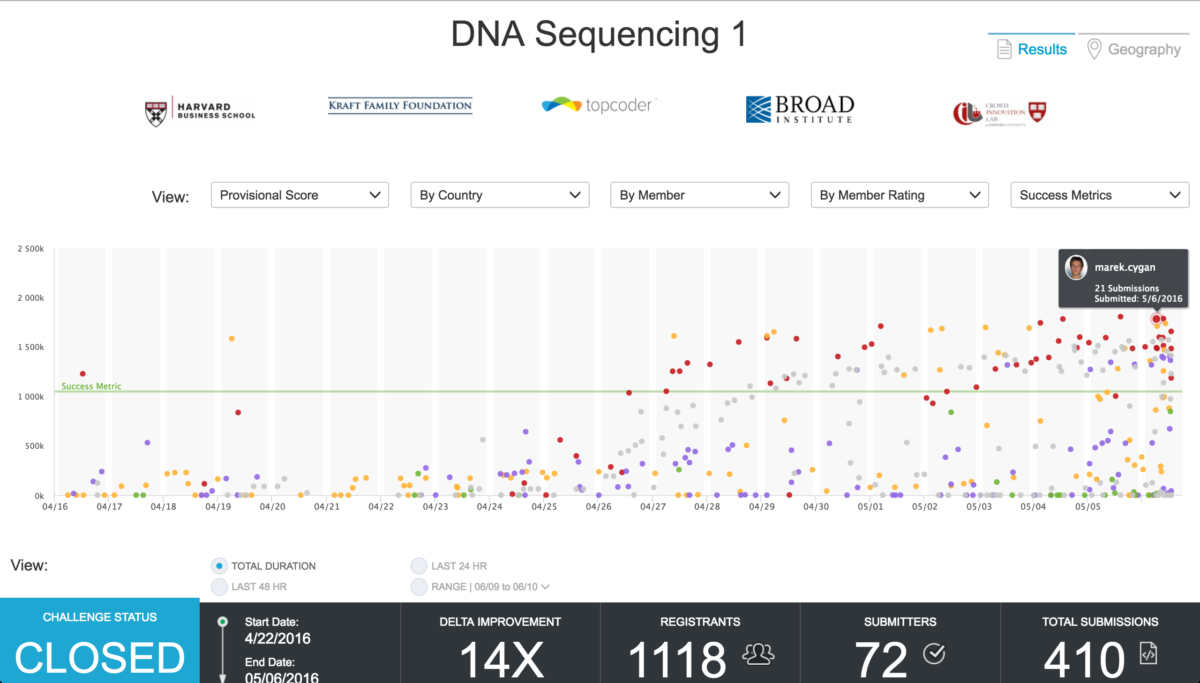 DNA Sequencing 1
Results
Geography
HARVARD
BUSINESS SCHOOL
KRAFT FAMILY FOUNDATION
topcoder
BROAD
INSTITUTE
CROWD
INNOVATION
LAB
View:
Provisional Score
By Country
By Member
By Member Rating
Success Metrics
2 500k
2 000k
1 500k
1 000k
500k
0k
Success Metric
marek.cygan
21 Submissions
Submitted: 5/6/2016
04/16 04/17 04/18 04/19 04/20 04/21 04/22 04/23 04/24 04/25 04/26 04/27 04/28 04/29 04/30 05/01 05/02 05/03 05/04 05/05
View:
TOTAL DURATION
LAST 24 HR
LAST 48 HR
RANGE | 06/09 to 06/10
CHALLENGE STATUS
CLOSED
Start Date:
4/22/2016
End Date:
05/06/2016
DELTA IMPROVEMENT
14X
REGISTRANTS
1118
SUBMITTERS
72
TOTAL SUBMISSIONS
410